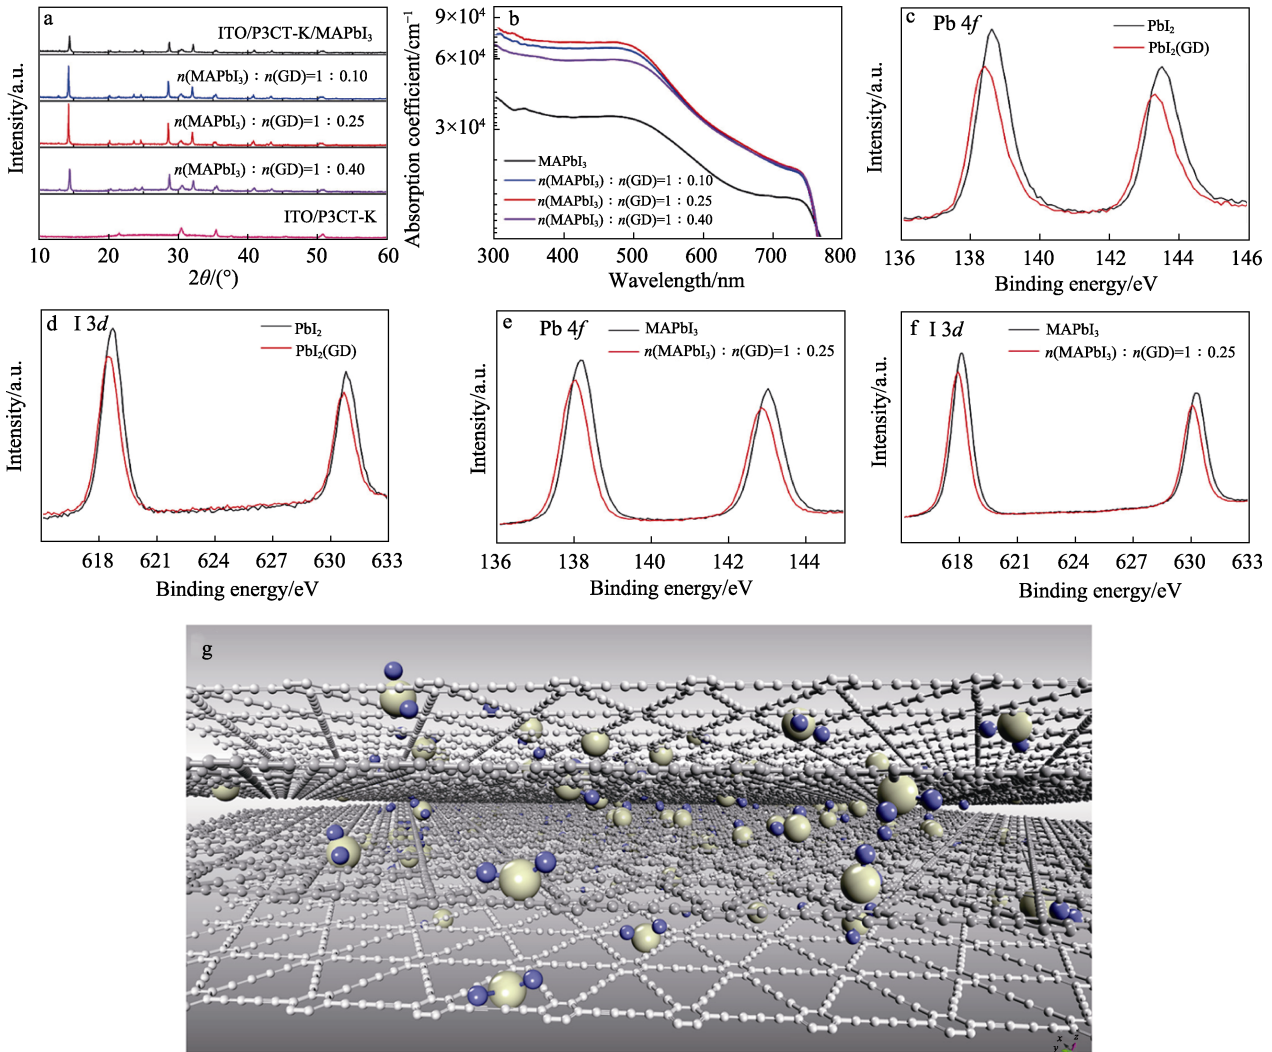 a
ITO/P3CT-K/MAPbI₃
n(MAPbI₃)：n(GD)=1：0.10
n(MAPbI₃)：n(GD)=1：0.25
n(MAPbI₃)：n(GD)=1：0.40
ITO/P3CT-K
Intensity/a.u.
10 20 30 40 50 60
2θ/(°)
b
9×10⁴
6×10⁴
3×10⁴
Absorption coefficient/cm⁻¹
MAPbI₃
n(MAPbI₃)：n(GD)=1：0.10
n(MAPbI₃)：n(GD)=1：0.25
n(MAPbI₃)：n(GD)=1：0.40
300 400 500 600 700 800
Wavelength/nm
c
Pb 4f
PbI₂
PbI₂(GD)
Intensity/a.u.
136 138 140 142 144 146
Binding energy/eV
d I 3d
PbI₂
PbI₂(GD)
Intensity/a.u.
618 621 624 627 630 633
Binding energy/eV
e
Pb 4f
MAPbI₃
n(MAPbI₃)：n(GD)=1：0.25
Intensity/a.u.
136 138 140 142 144
Binding energy/eV
f I 3d
MAPbI₃
n(MAPbI₃)：n(GD)=1：0.25
Intensity/a.u.
618 621 624 627 630 633
Binding energy/eV
g
x
y
z